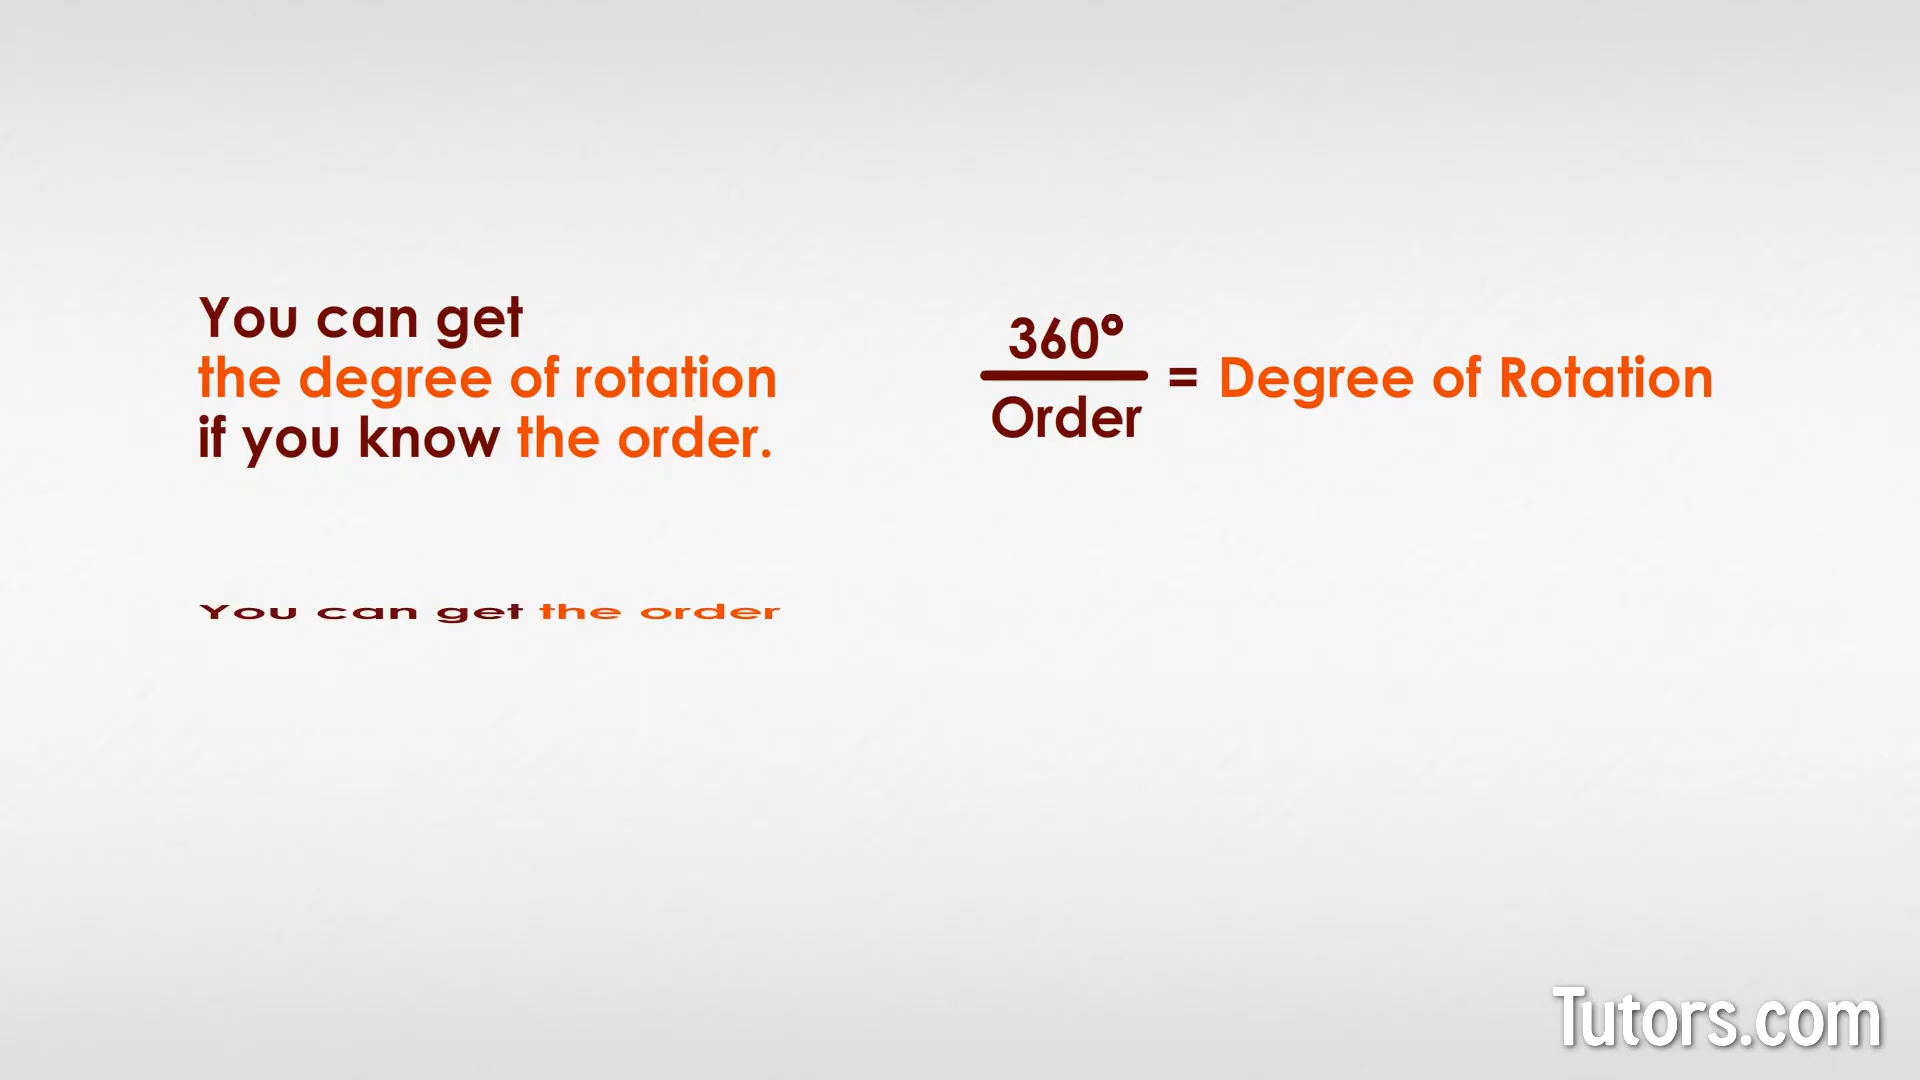 You can get
the degree of rotation
if you know the order.
360°
Order
= Degree of Rotation
You can get the order
Tutors.com